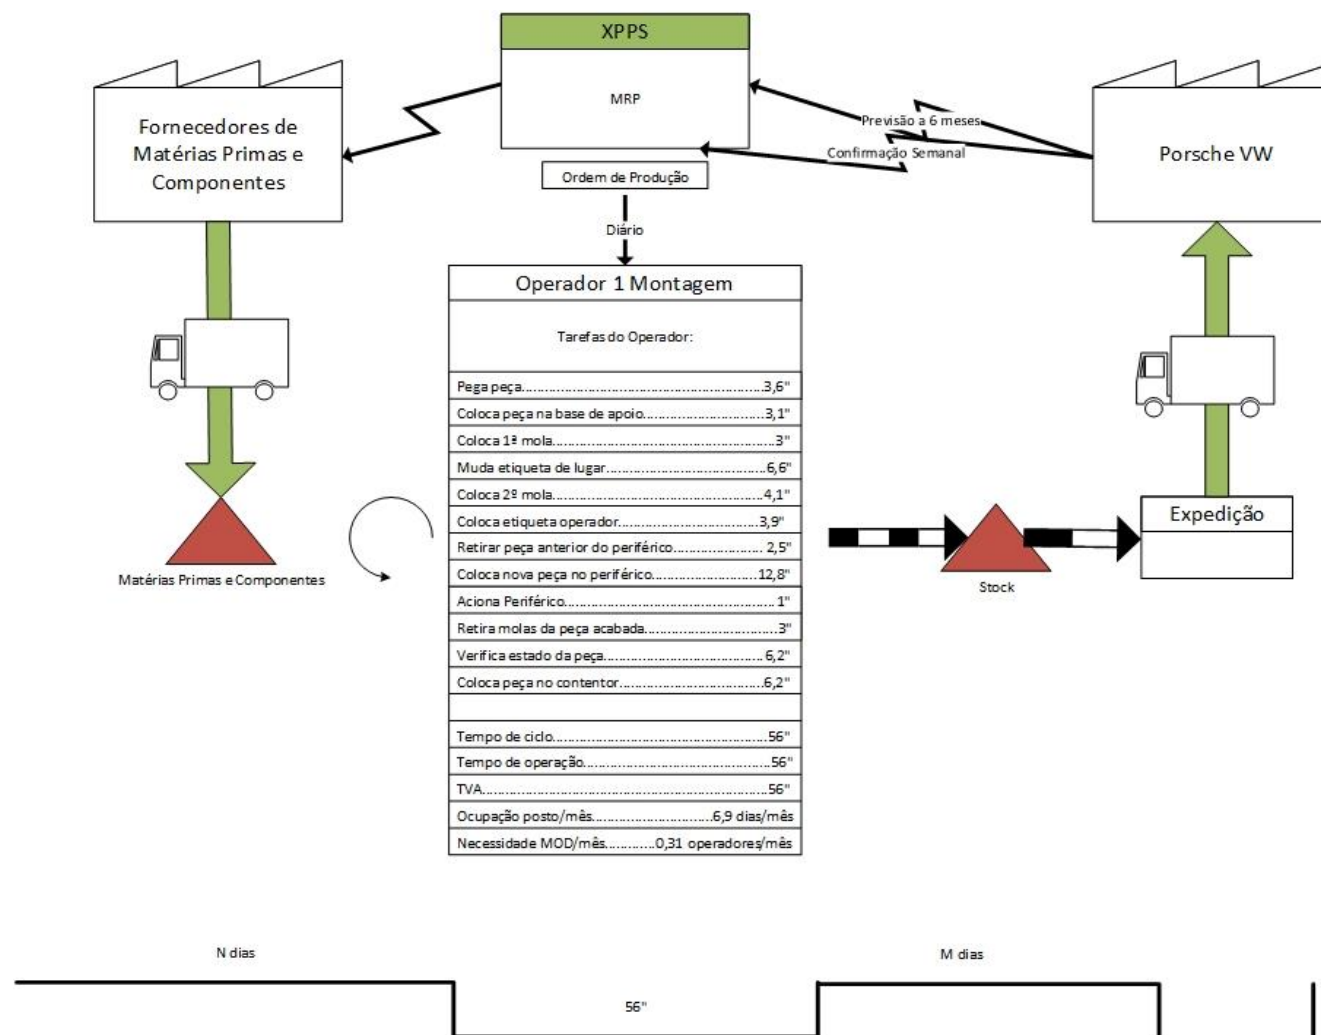 XPPS
MRP
Fornecedores de
Matérias Primas e
Componentes
Previsão a 6 meses
Confirmação Semanal
Porsche VW
Ordem de Produção
Diário
Operador 1 Montagem
Tarefas do Operador:
Pega peça............................................................3,6"
Coloca peça na base de apoio..............................3,1"
Coloca 1ª mola........................................................3"
Muda etiqueta de lugar........................................6,6"
Coloca 2ª mola.....................................................4,1"
Coloca etiqueta operador.....................................3,9"
Retirar peça anterior do periférico...................... 2,5"
Coloca nova peça no periférico..........................12,8"
Aciona Periférico..................................................... 1"
Retira molas da peça acabada.................................3"
Verifica estado da peça........................................ 6,2"
Coloca peça no contentor....................................6,2"
Tempo de ciclo......................................................56"
Tempo de operação...............................................56"
TVA........................................................................56"
Ocupação posto/mês.............................6,9 dias/mês
Necessidade MOD/mês............0,31 operadores/mês
Matérias Primas e Componentes
Stock
Expedição
N dias
56"
M dias